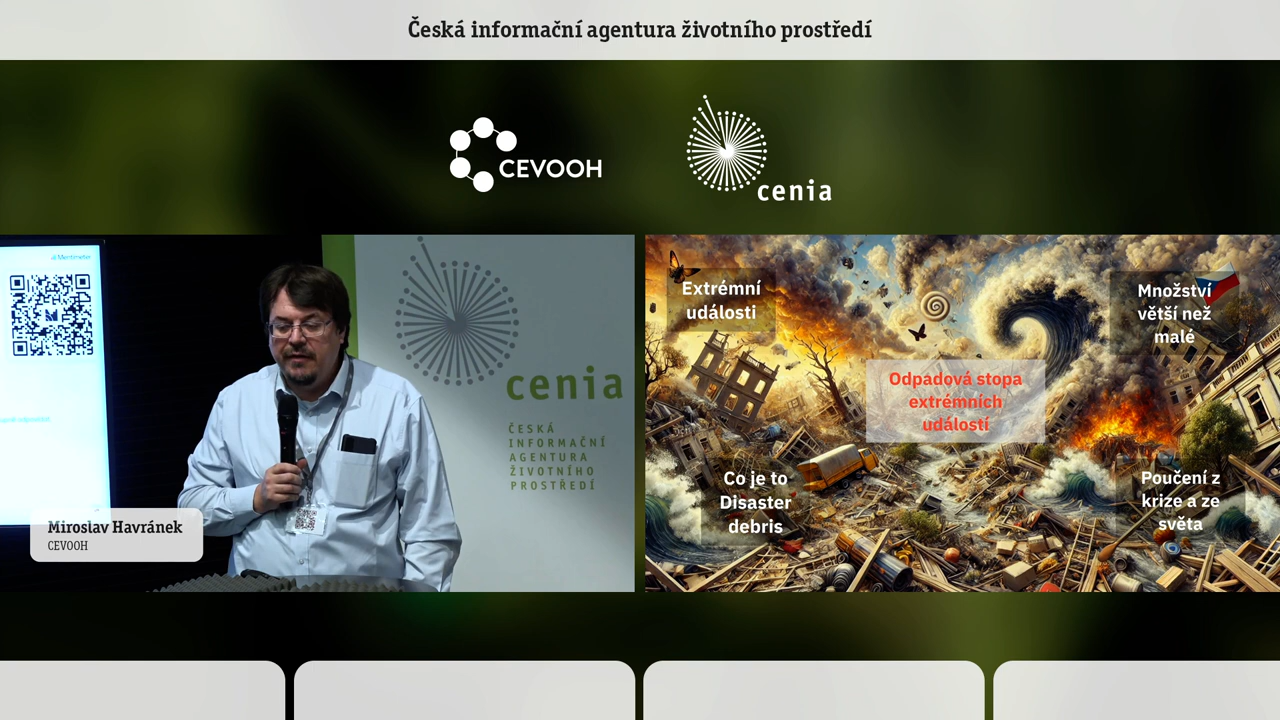 Česká informační agentura životního prostředí
CEVOOH
cenia
Mentimeter
cenia
ČESKÁ
INFORMAČNÍ
AGENTURA
ŽIVOTNÍHO
PROSTŘEDÍ
Miroslav Havránek
CEVOOH
Extrémní
události
Množství
větší než
malé
Odpadová stopa
extrémních
událostí
Co je to
Disaster
debris
Poučení z
krize a ze
světa